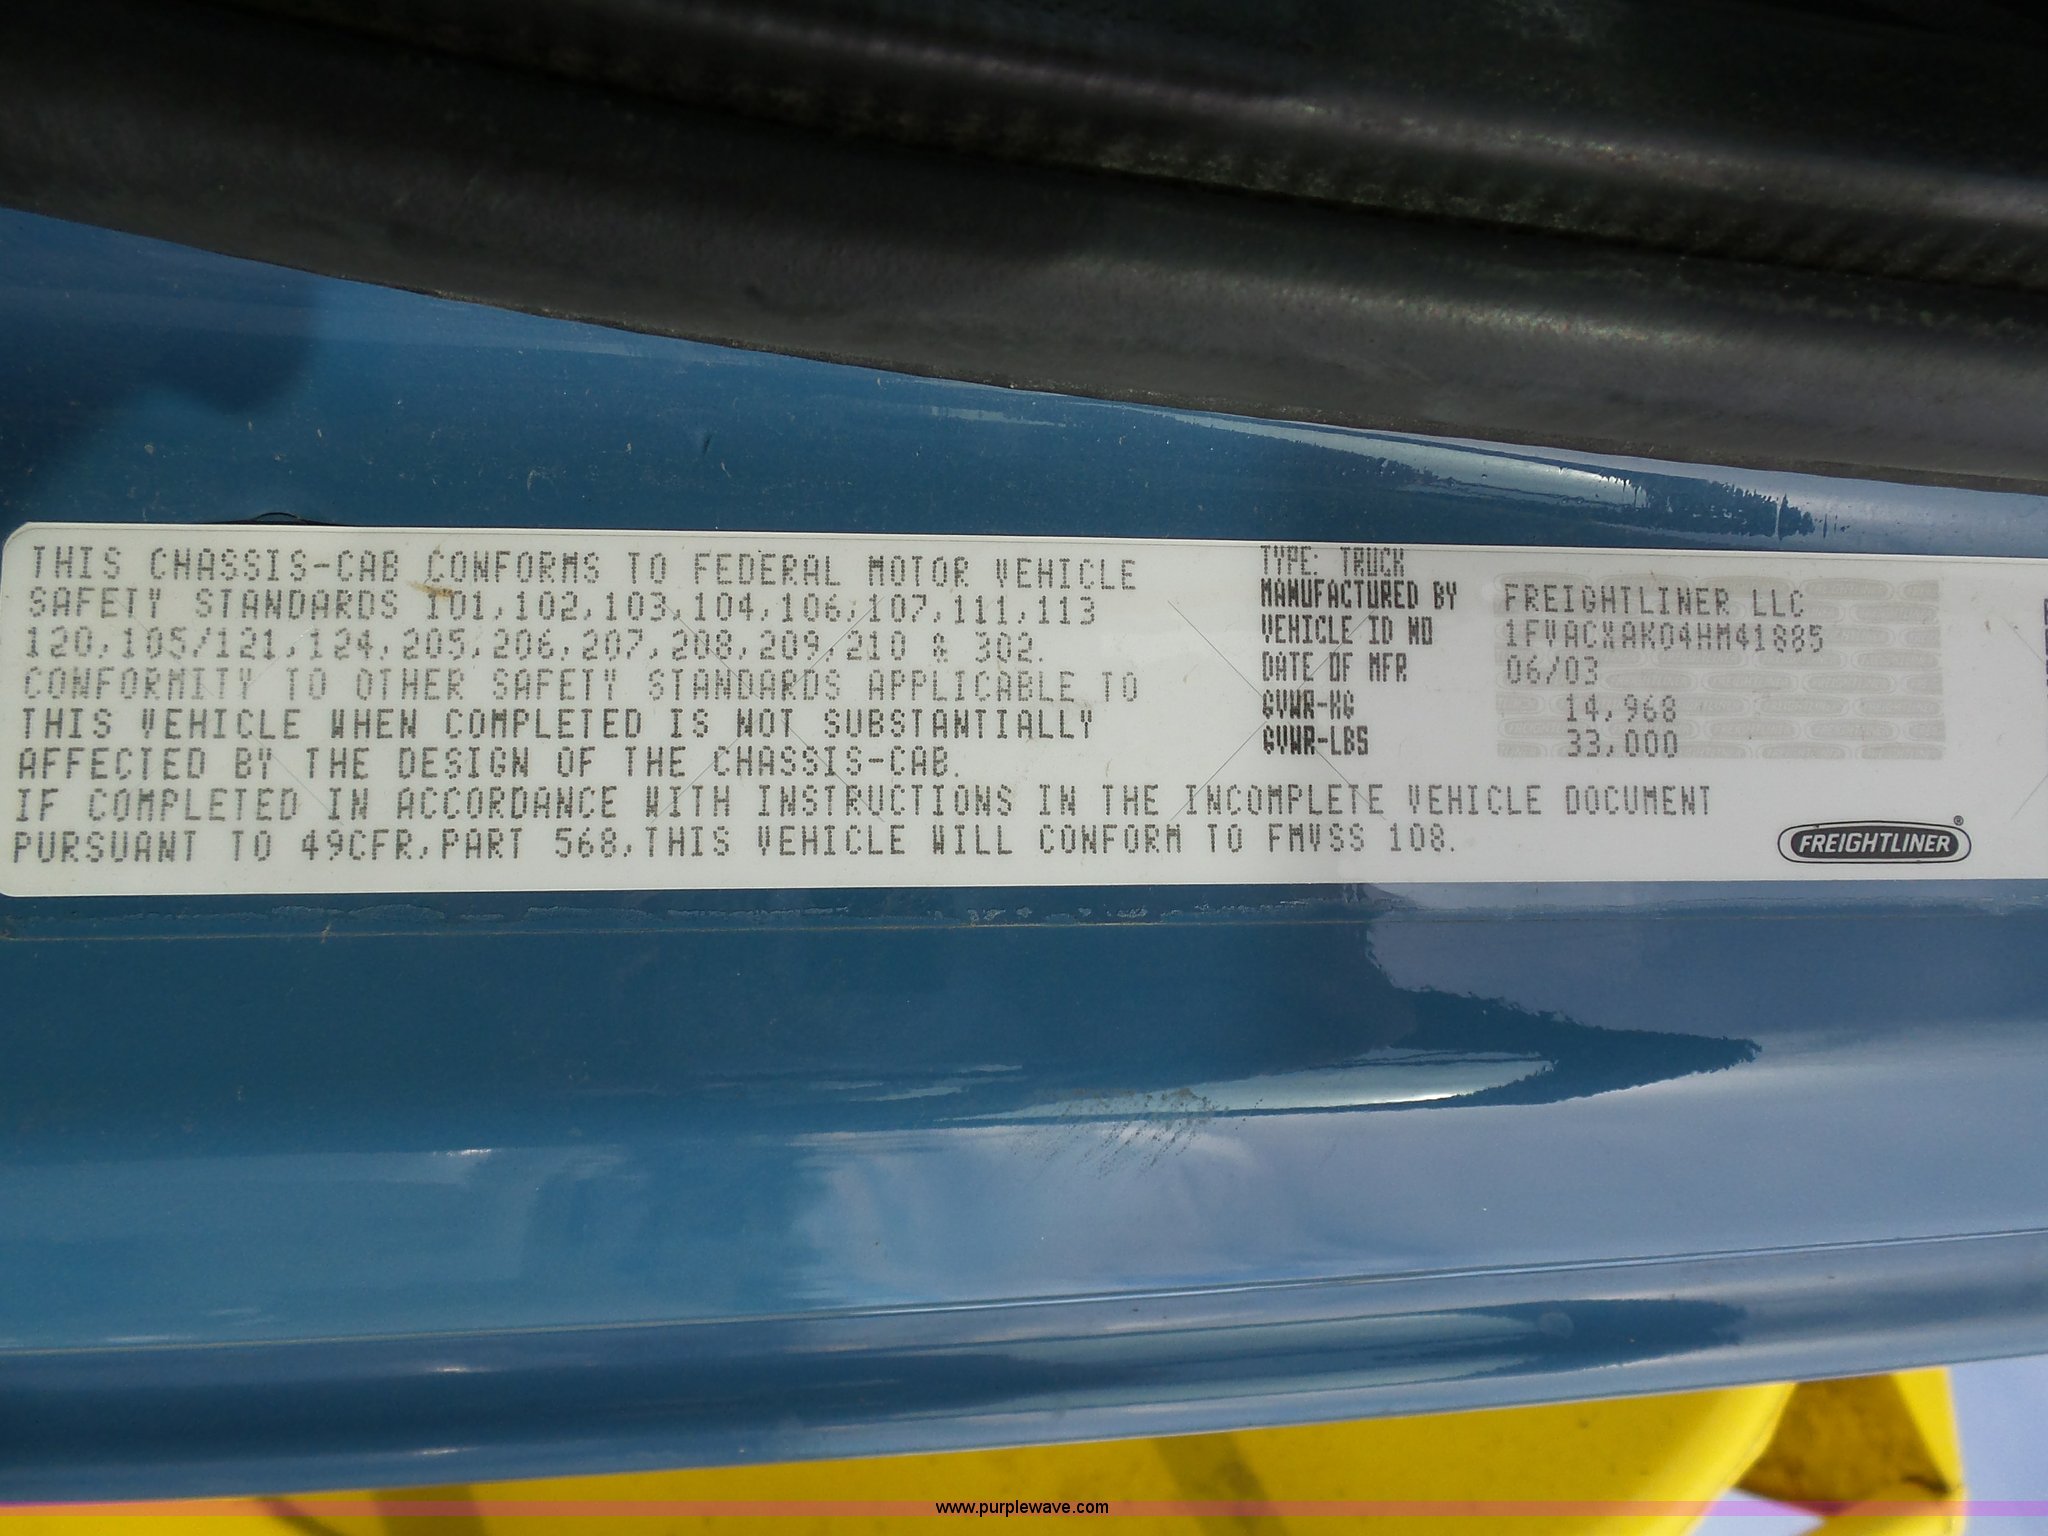 THIS CHASSIS-CAB CONFORMS TO FEDERAL MOTOR VEHICLE
SAFETY STANDARDS 101,102,103,104,106,107,111,113
120,105/121,124,205,206,207,208,209,210 & 302.
CONFORMITY TO OTHER SAFETY STANDARDS APPLICABLE TO
THIS VEHICLE WHEN COMPLETED IS NOT SUBSTANTIALLY
AFFECTED BY THE DESIGN OF THE CHASSIS-CAB.
IF COMPLETED IN ACCORDANCE WITH INSTRUCTIONS IN THE INCOMPLETE VEHICLE DOCUMENT
PURSUANT TO 49CFR,PART 568,THIS VEHICLE WILL CONFORM TO FMVSS 108.
TYPE: TRUCK
MANUFACTURED BY FREIGHTLINER LLC
VEHICLE ID NO 1FVACXAK04HM41885
DATE OF MFR 06/03
GVWR-KG 14,968
GVWR-LBS 33,000
FREIGHTLINER®
www.purplewave.com